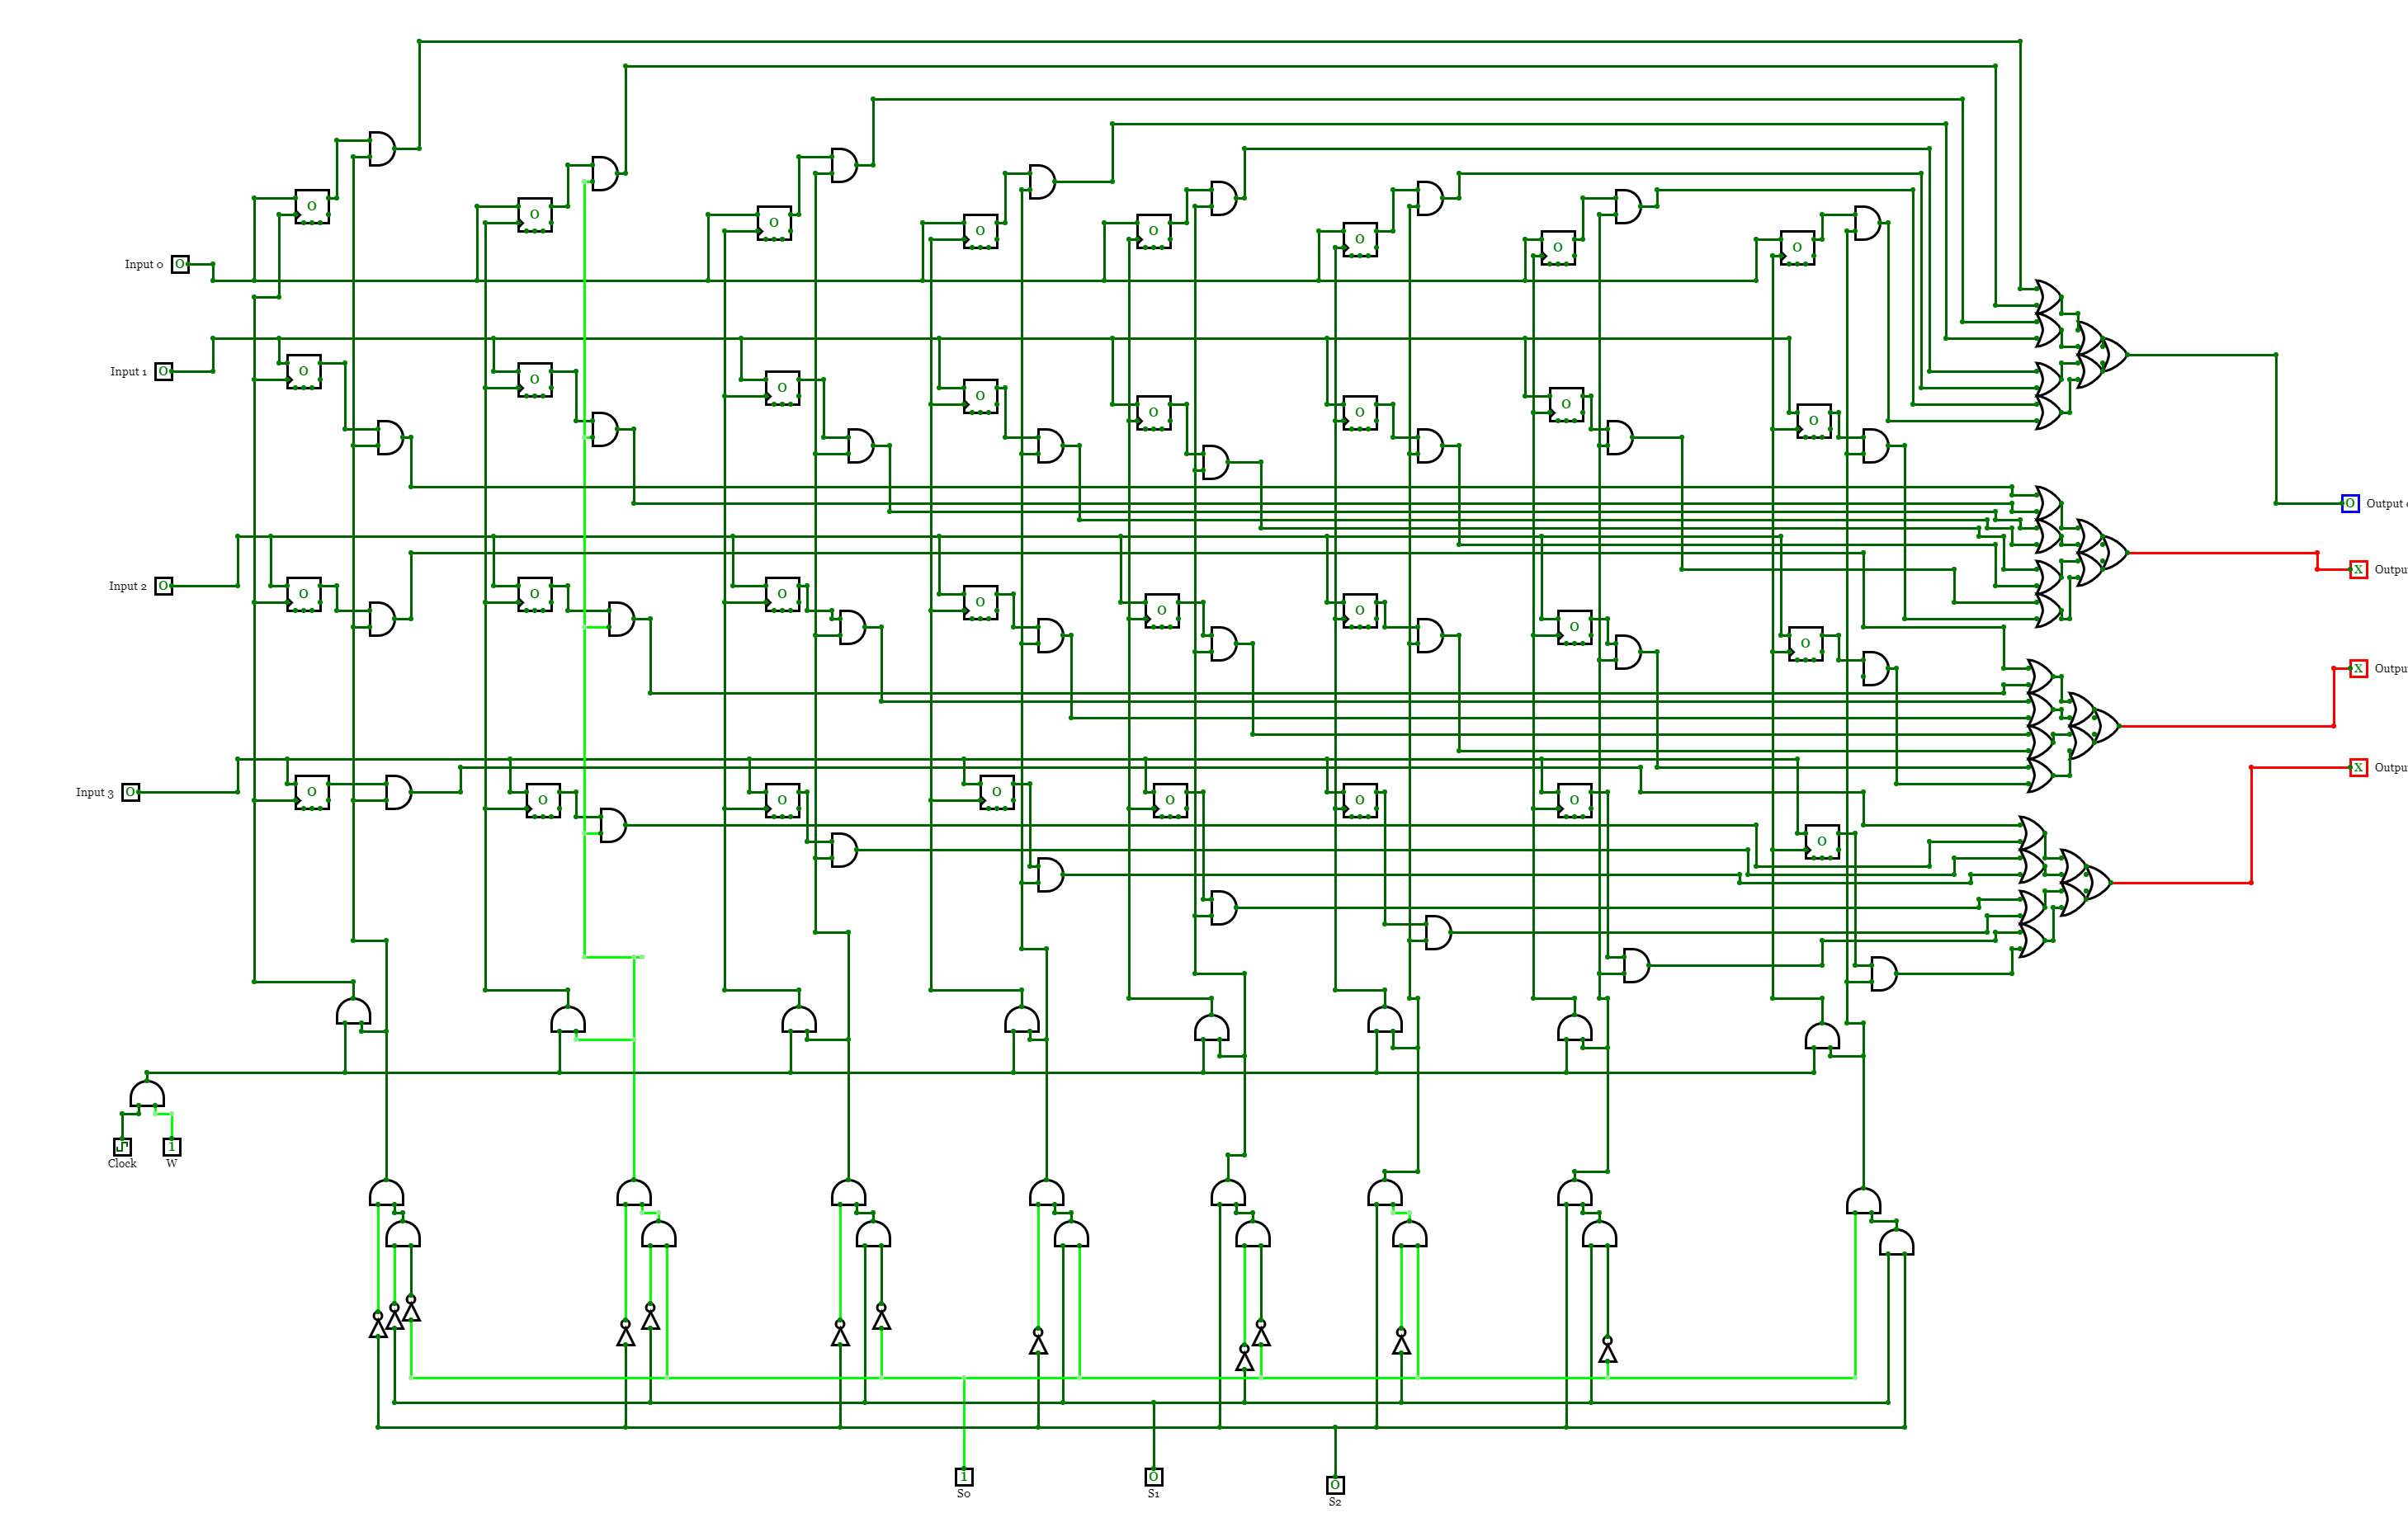 0 0 0 0 0 0 0 0
Input 0 0
Input 1 0 0 0 0 0 0 0 0 0
0 Output
X Outpu
Input 2 0 0 0 0 0 0 0 0 0
X Outpu
X Outpu
Input 3 0 0 0 0 0 0 0 0 0
1
Clock W
1 0 0
S0 S1 S2